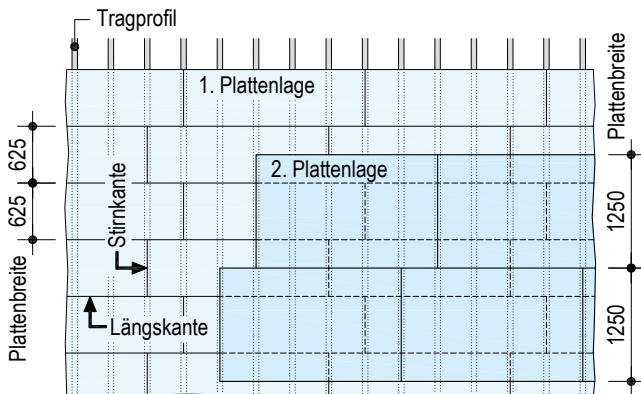 Tragprofil
1. Plattenlage
2. Plattenlage
625
625
Plattenbreite
Stirnkante
Längskante
Plattenbreite
1250
1250